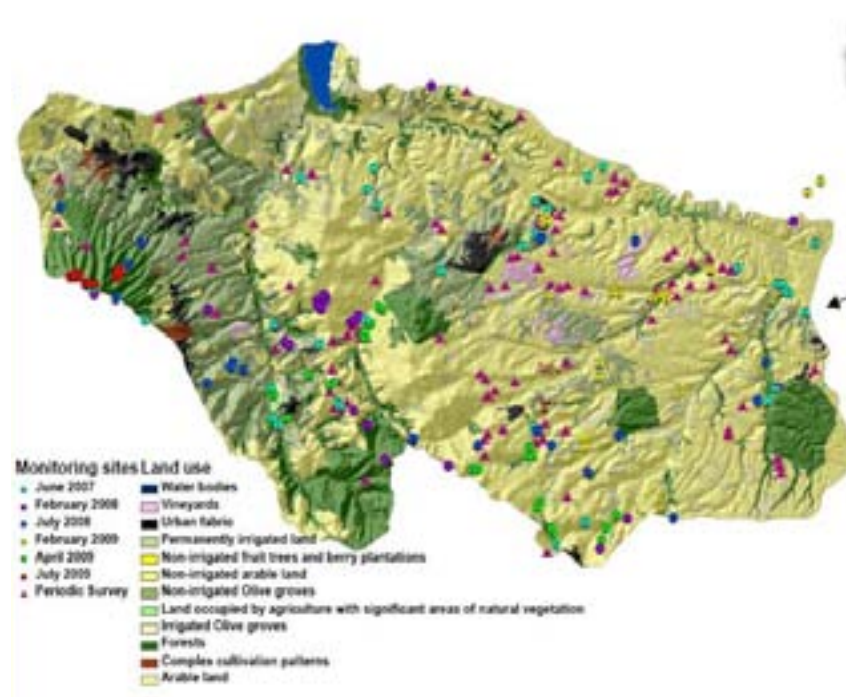 Monitoring sites
June 2007
February 2008
July 2008
February 2009
April 2009
July 2009
Periodic Survey
Land use
Water bodies
Vineyards
Urban fabric
Permanently irrigated land
Non-irrigated fruit trees and berry plantations
Non-irrigated arable land
Non-irrigated Olive groves
Land occupied by agriculture with significant areas of natural vegetation
Irrigated Olive groves
Forests
Complex cultivation patterns
Arable land